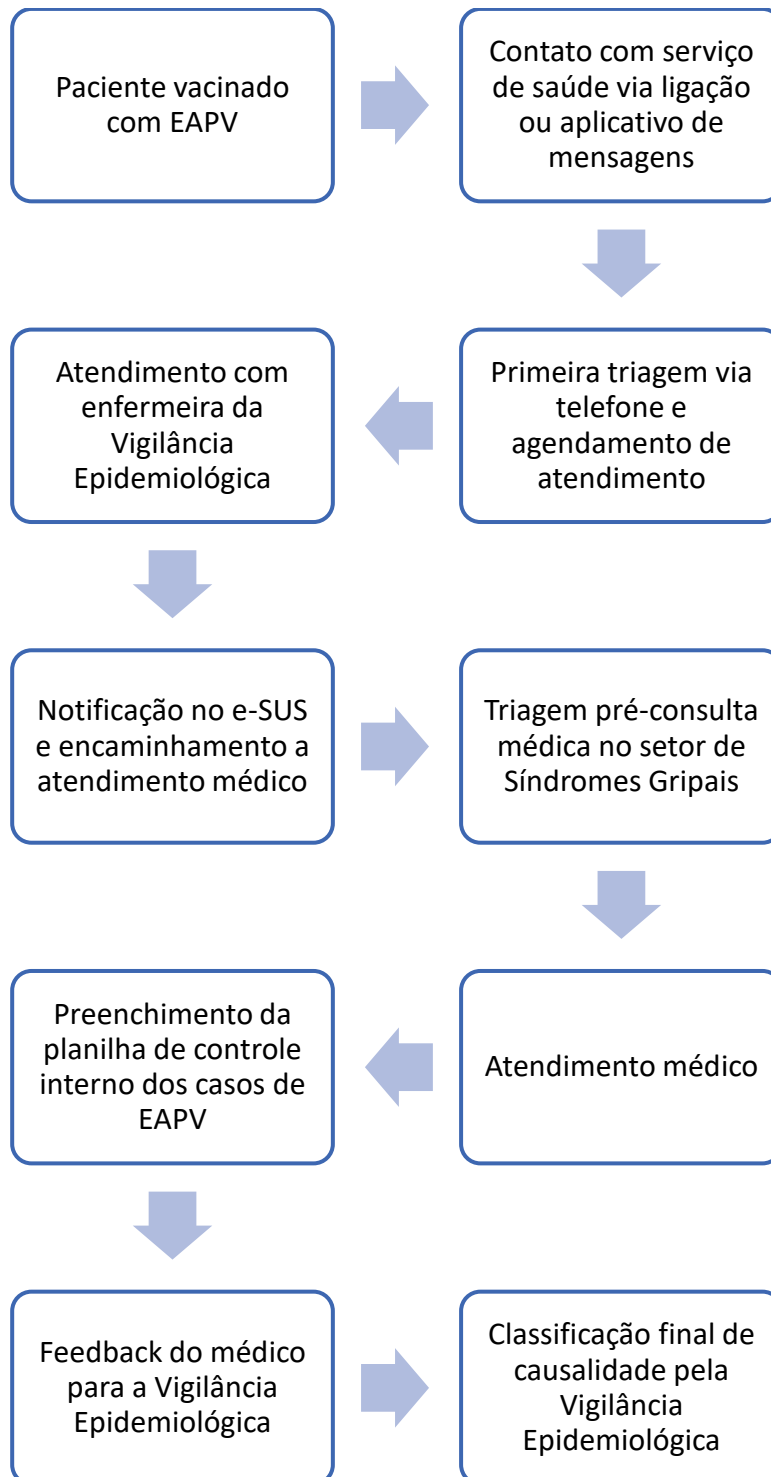 Paciente vacinado
com EAPV
Contato com serviço
de saúde via ligação
ou aplicativo de
mensagens
Primeira triagem via
telefone e
agendamento de
atendimento
Atendimento com
enfermeira da
Vigilância
Epidemiológica
Notificação no e-SUS
e encaminhamento a
atendimento médico
Triagem pré-consulta
médica no setor de
Síndromes Gripais
Atendimento médico
Preenchimento da
planilha de controle
interno dos casos de
EAPV
Feedback do médico
para a Vigilância
Epidemiológica
Classificação final de
causalidade pela
Vigilância
Epidemiológica